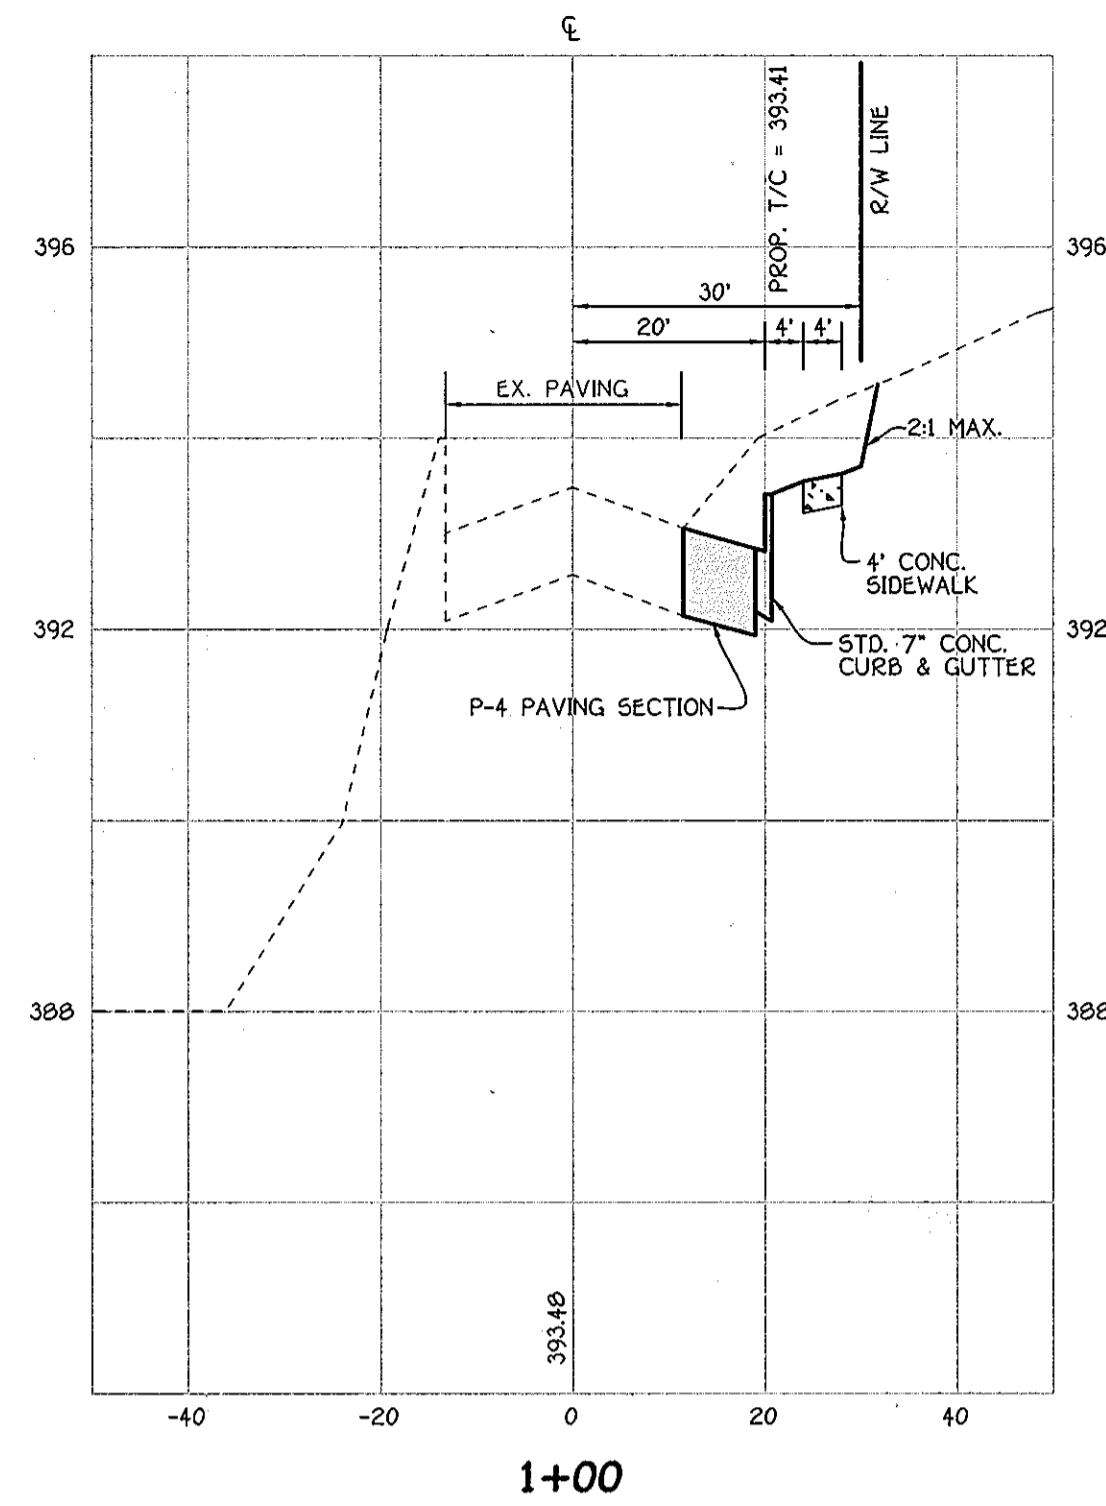 ℄
PROP. T/C = 393.41
R/W LINE
396
396
30'
20'
4'
4'
EX. PAVING
2:1 MAX.
4' CONC.
SIDEWALK
392
392
STD. 7" CONC.
CURB & GUTTER
P-4 PAVING SECTION
388
388
393.48
-40
-20
0
20
40
1+00